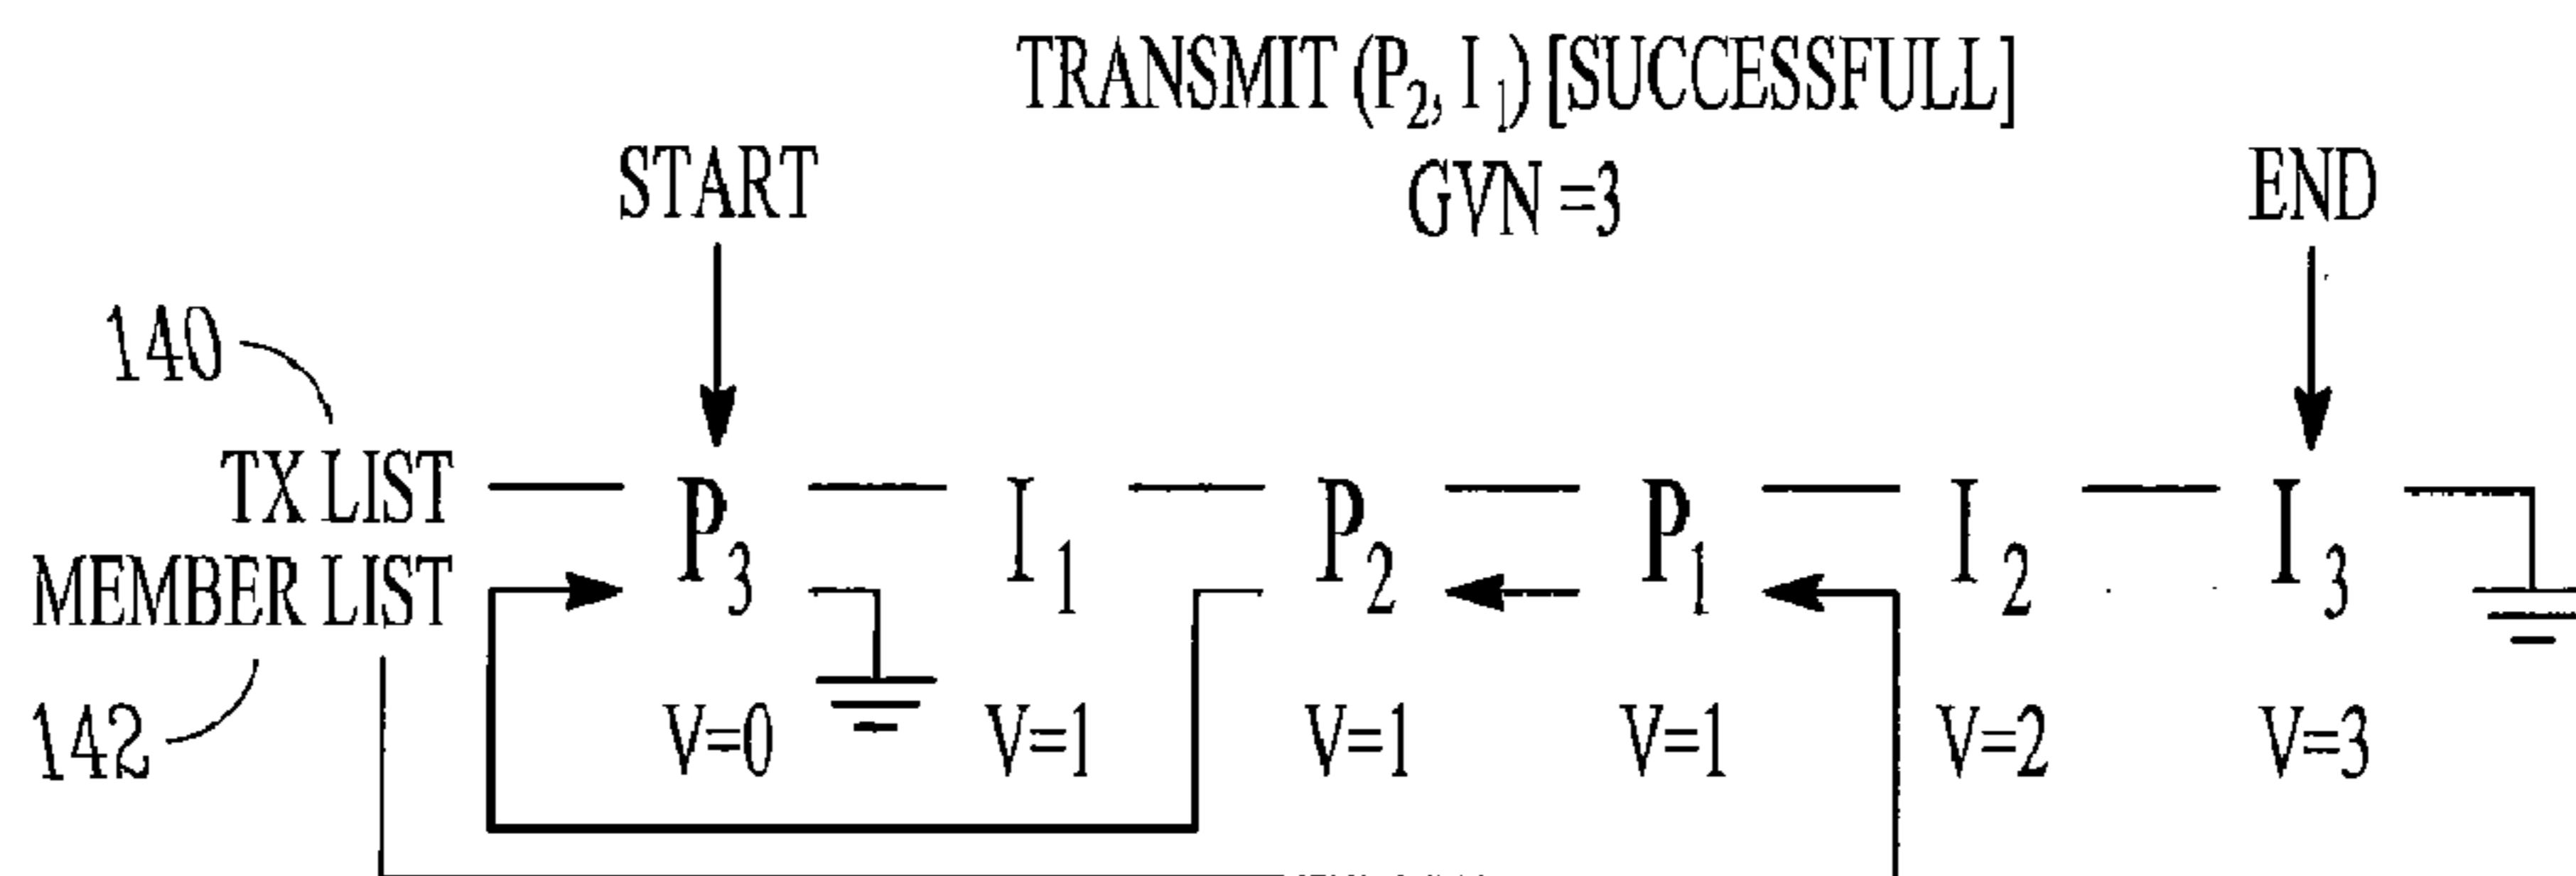 TRANSMIT (P2, I1) [SUCCESSFULL]
START GVN =3 END
140
TX LIST P3 I1 P2 P1 I2 I3
MEMBER LIST
142 V=0 V=1 V=1 V=1 V=2 V=3